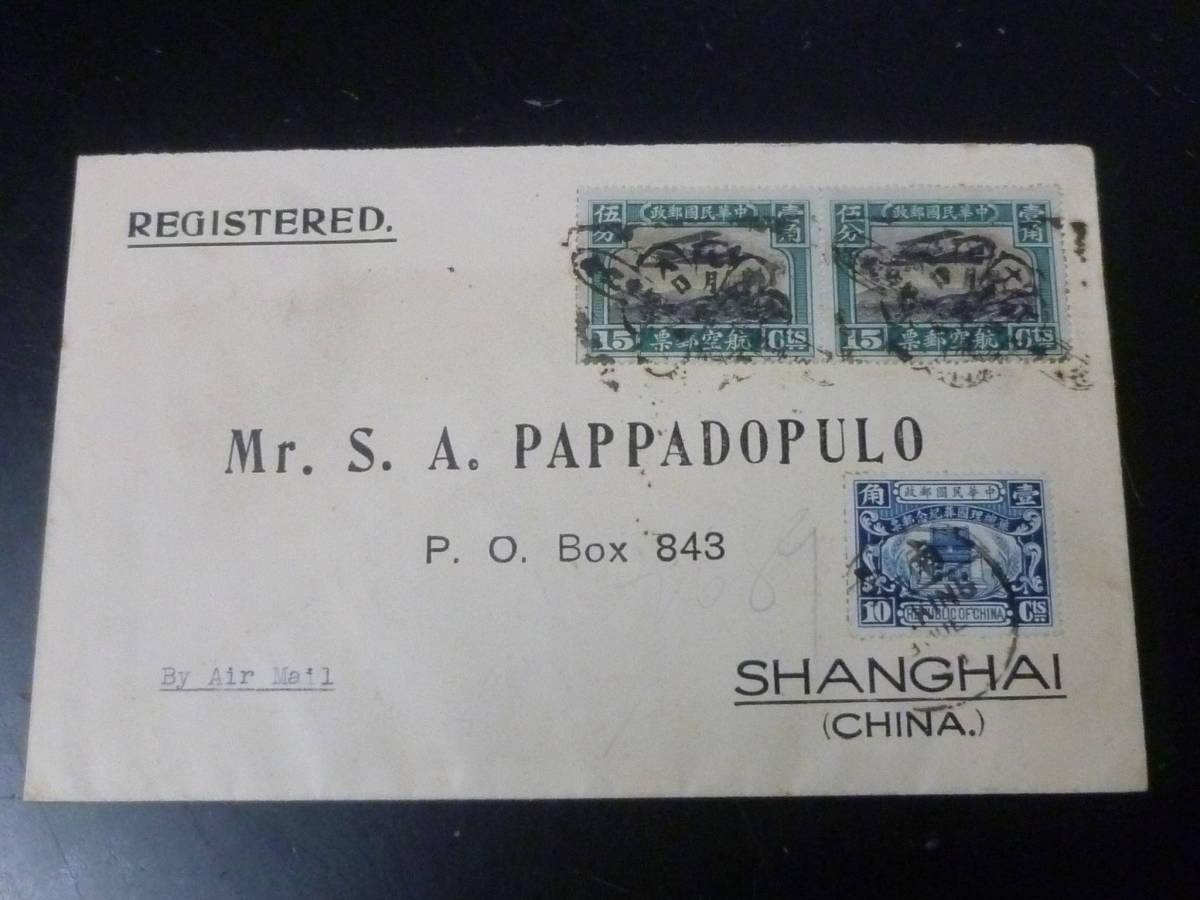 REGISTERED.
伍分 中華民國郵政 壹角
15 航空郵票 Cts
伍分 中華民國郵政 壹角
15 航空郵票 Cts
月 日
Mr. S. A. PAPPADOPULO
P. O. Box 843
角 中華民國郵政 壹
10 REPUBLIC OF CHINA Cts
By Air Mail
SHANGHAI
(CHINA.)